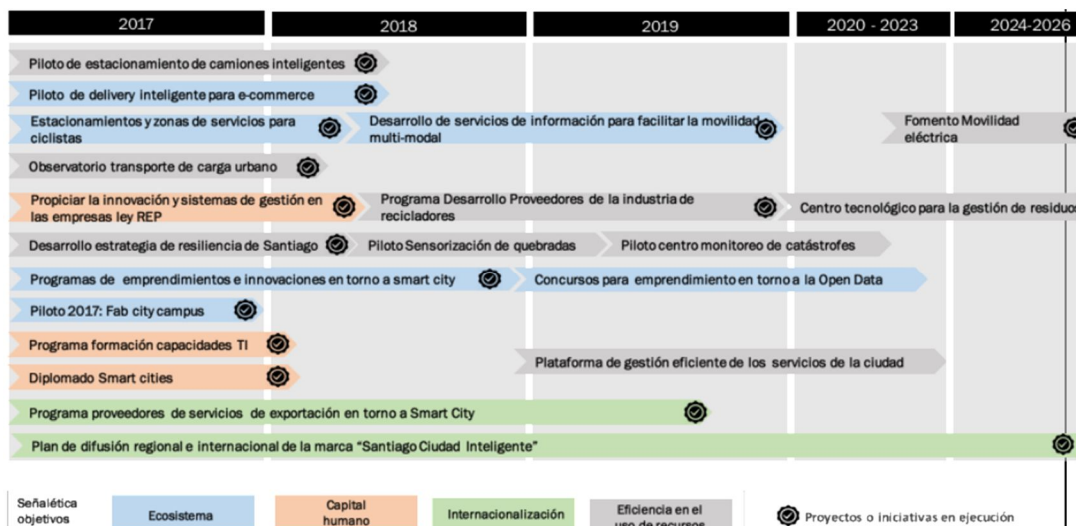 2017
2018
2019
2020 - 2023
2024-2026
Piloto de estacionamiento de camiones inteligentes
Piloto de delivery inteligente para e-commerce
Estacionamientos y zonas de servicios para
ciclistas
Desarrollo de servicios de información para facilitar la movilidad
multi-modal
Fomento Movilidad
eléctrica
Observatorio transporte de carga urbano
Propiciar la innovación y sistemas de gestión en
las empresas ley REP
Programa Desarrollo Proveedores de la industria de
recicladores
Centro tecnológico para la gestión de residuos
Desarrollo estrategia de resiliencia de Santiago
Piloto Sensorización de quebradas
Piloto centro monitoreo de catástrofes
Programas de emprendimientos e innovaciones en torno a smart city
Concursos para emprendimiento en torno a la Open Data
Piloto 2017: Fab city campus
Programa formación capacidades TI
Plataforma de gestión eficiente de los servicios de la ciudad
Diplomado Smart cities
Programa proveedores de servicios de exportación en torno a Smart City
Plan de difusión regional e internacional de la marca "Santiago Ciudad Inteligente"
Señalética
objetivos
Ecosistema
Capital
humano
Internacionalización
Eficiencia en el
uso de recursos
Proyectos o iniciativas en ejecución